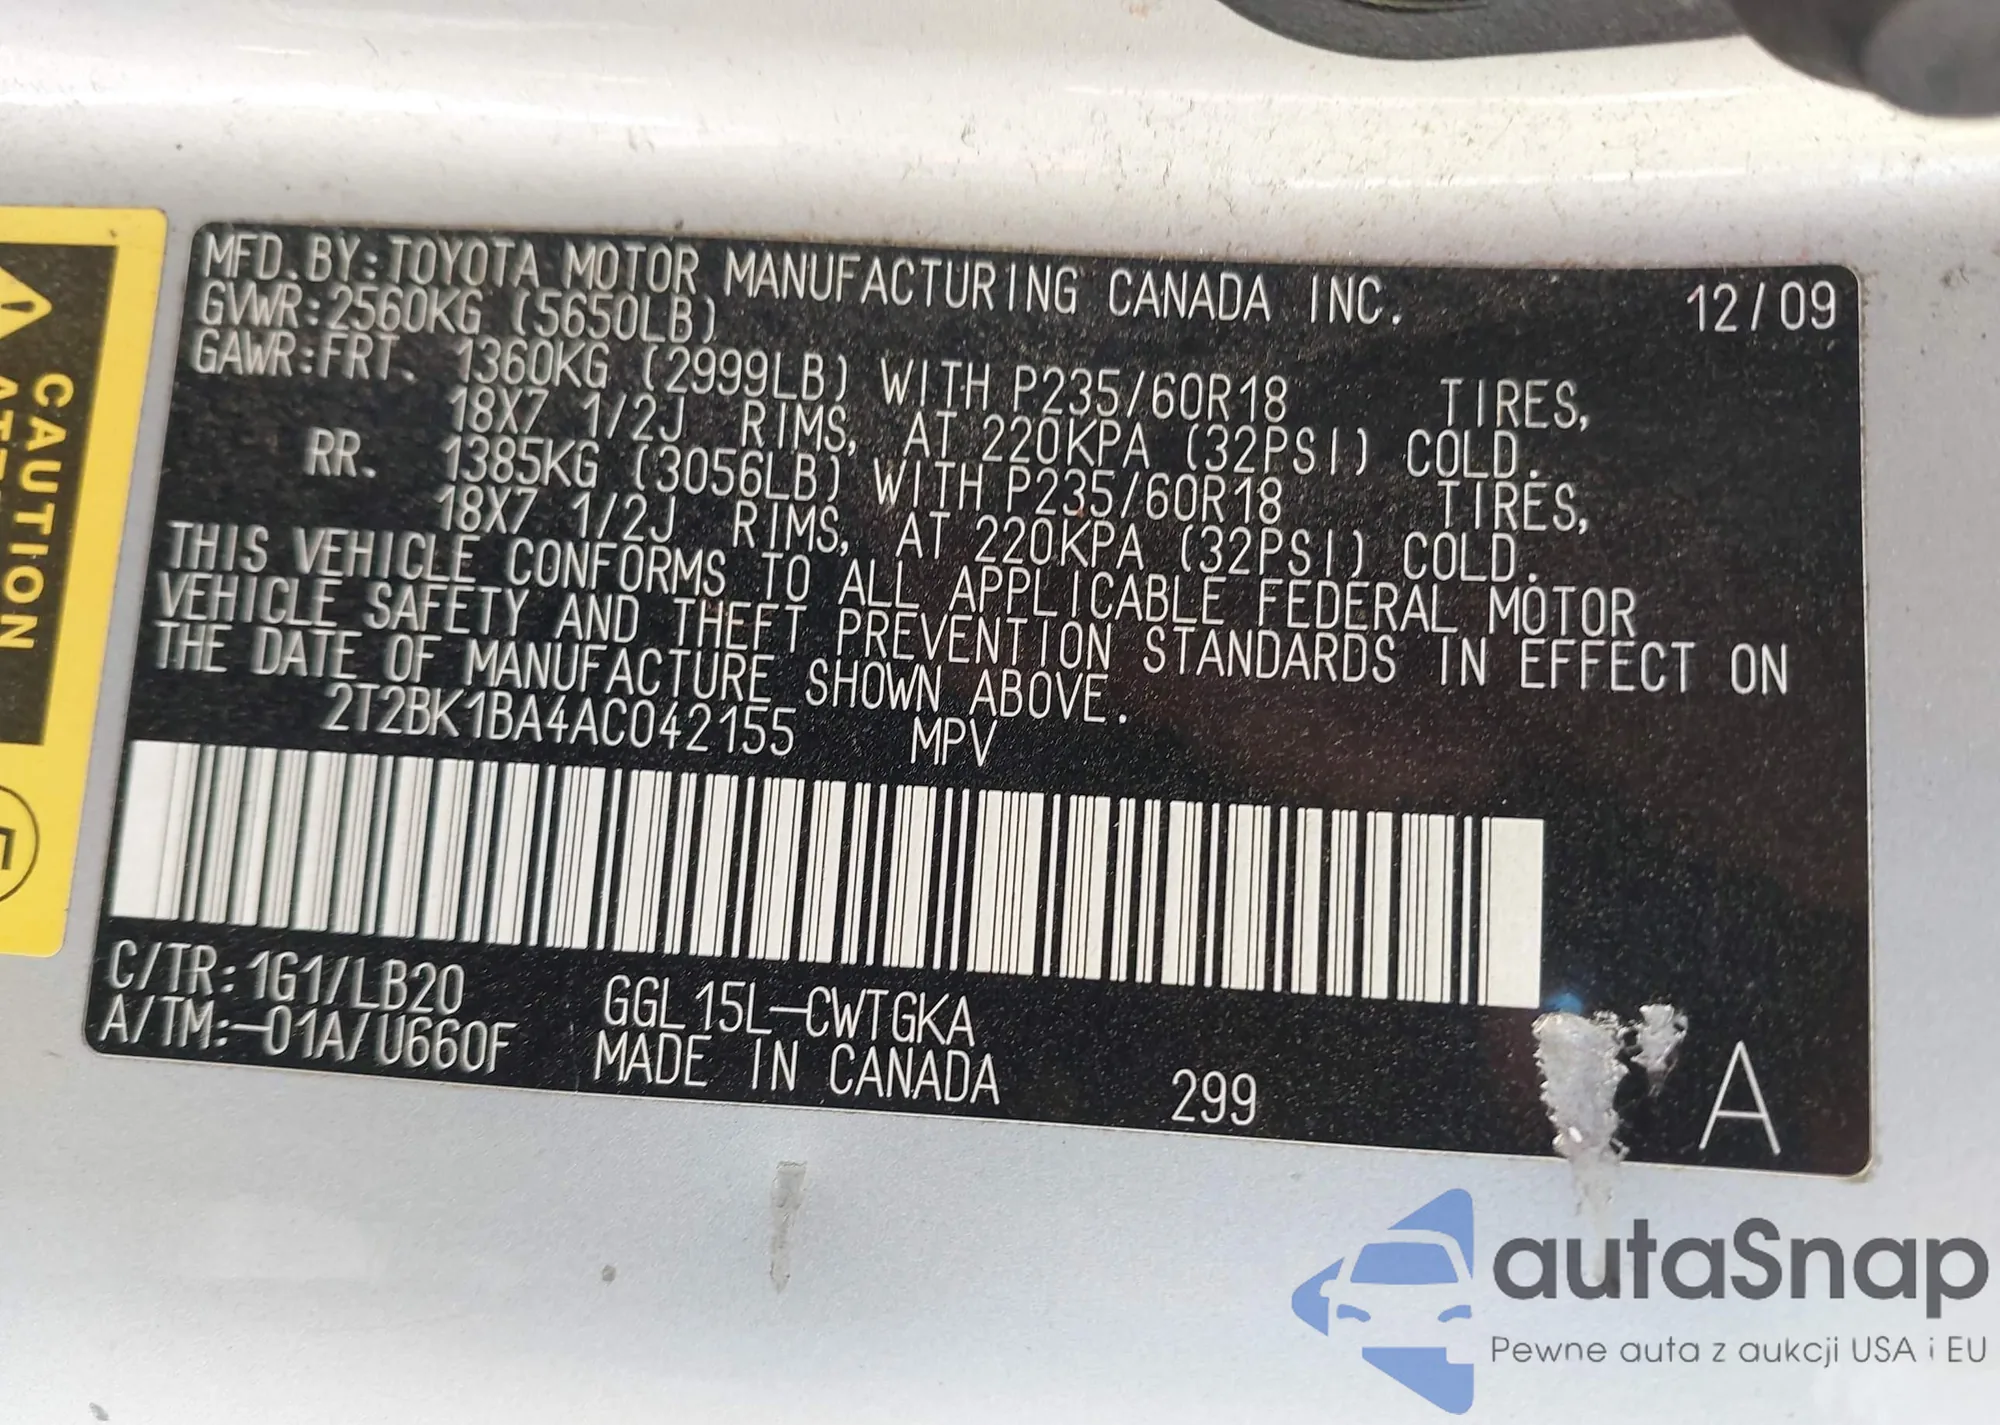 CAUTION
MFD. BY: TOYOTA MOTOR MANUFACTURING CANADA INC. 12/09
GVWR: 2560KG (5650LB)
GAWR: FRT. 1360KG (2999LB) WITH P235/60R18 TIRES,
18X7 1/2J RIMS, AT 220KPA (32PSI) COLD.
RR. 1385KG (3056LB) WITH P235/60R18 TIRES,
18X7 1/2J RIMS, AT 220KPA (32PSI) COLD.
THIS VEHICLE CONFORMS TO ALL APPLICABLE FEDERAL MOTOR
VEHICLE SAFETY AND THEFT PREVENTION STANDARDS IN EFFECT ON
THE DATE OF MANUFACTURE SHOWN ABOVE.
2T2BK1BA4AC042155 MPV
C/TR: 1G1/LB20 GGL15L-CWTGKA
A/TM: -01A/U660F MADE IN CANADA 299 A
autaSnap
Pewne auta z aukcji USA i EU